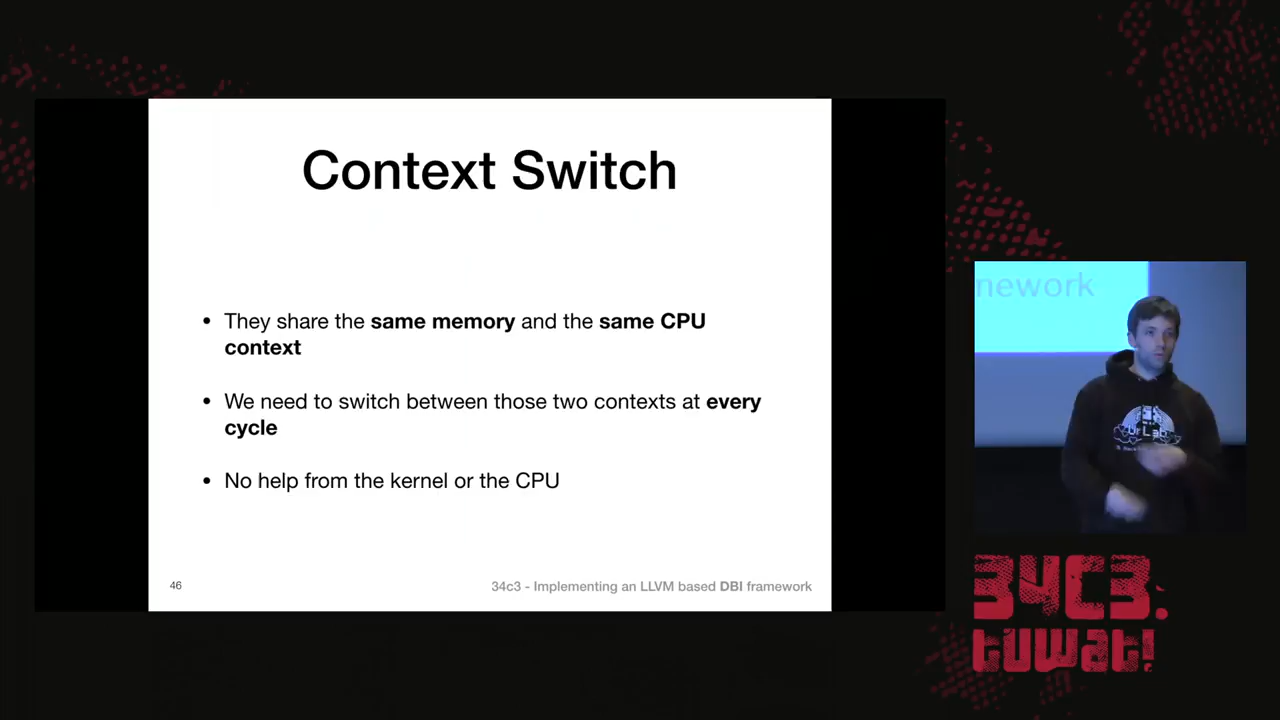 Context Switch
• They share the same memory and the same CPU
context
• We need to switch between those two contexts at every
cycle
• No help from the kernel or the CPU
46
34c3 - Implementing an LLVM based DBI framework
nework
UrLab
34C3.
tuwat!